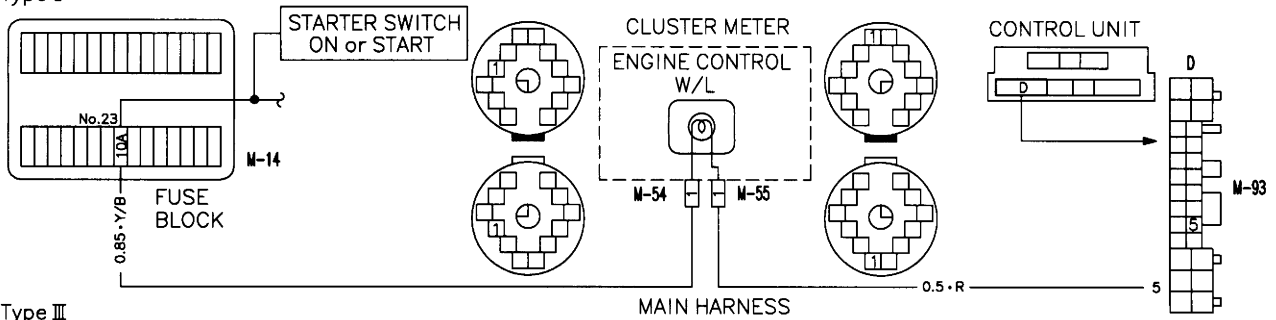 STARTER SWITCH
ON or START
No.23
10A
M-14
FUSE
BLOCK
0.85・Y/B
1
1
CLUSTER METER
ENGINE CONTROL
W/L
M-54
1
1
M-55
1
1
CONTROL UNIT
D
D
M-93
5
0.5・R
5
MAIN HARNESS
Type Ⅲ